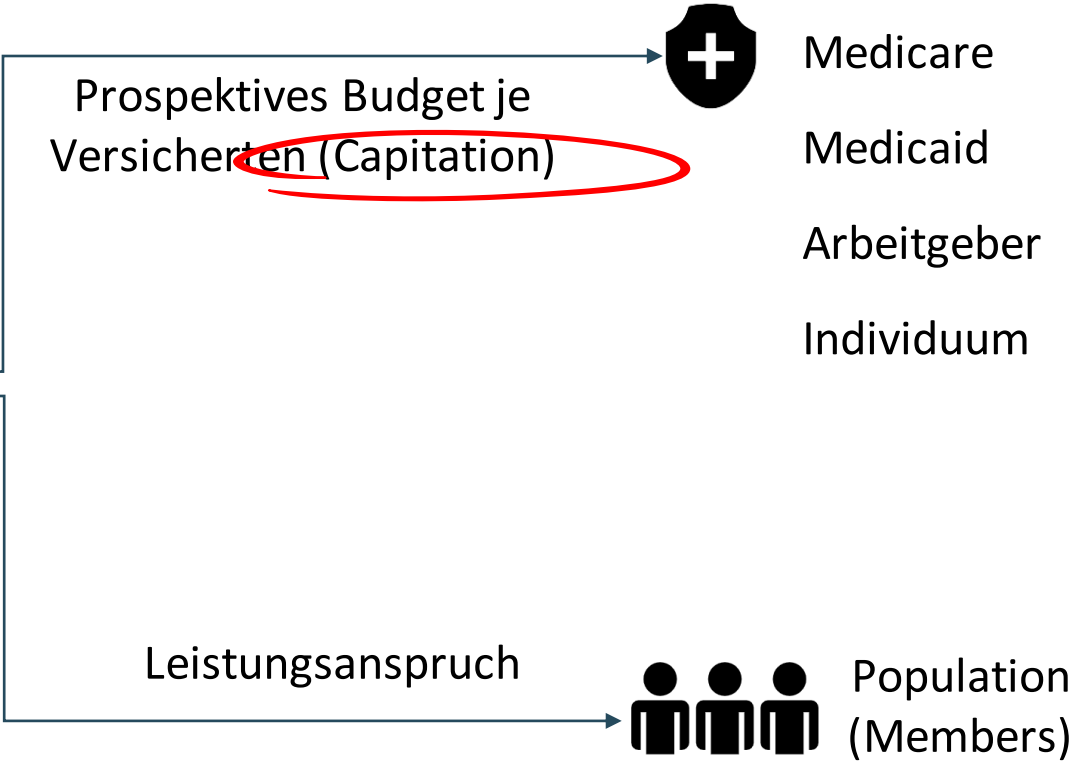 Prospektives Budget je
Versicherten (Capitation)
Medicare
Medicaid
Arbeitgeber
Individuum
Leistungsanspruch
Population
(Members)